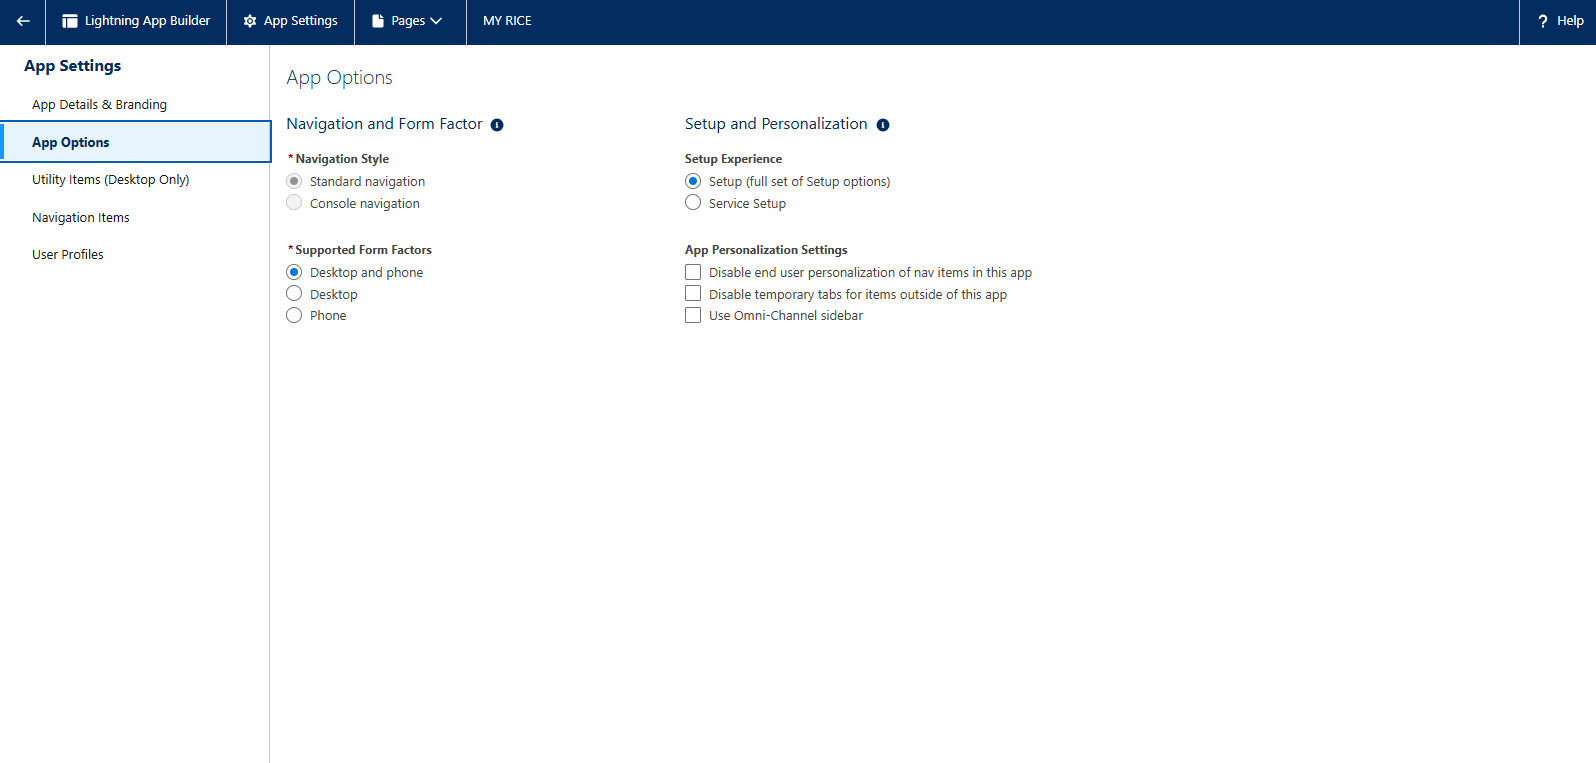 Lightning App Builder
App Settings
Pages
MY RICE
? Help
App Settings
App Details & Branding
App Options
Utility Items (Desktop Only)
Navigation Items
User Profiles
App Options
Navigation and Form Factor
*Navigation Style
Standard navigation
Console navigation
*Supported Form Factors
Desktop and phone
Desktop
Phone
Setup and Personalization
Setup Experience
Setup (full set of Setup options)
Service Setup
App Personalization Settings
Disable end user personalization of nav items in this app
Disable temporary tabs for items outside of this app
Use Omni-Channel sidebar